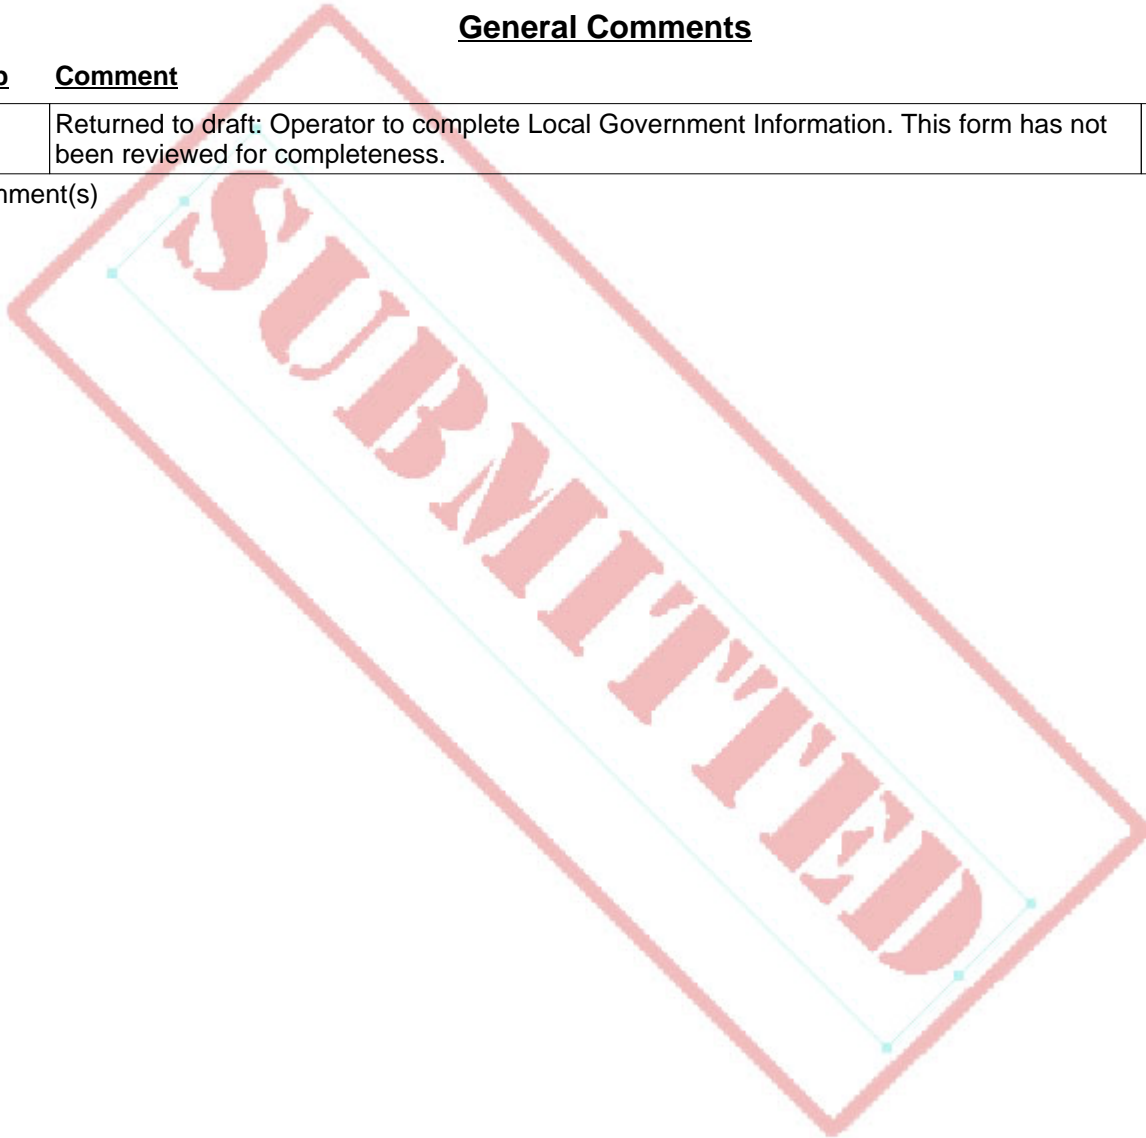 General Comments
p Comment
Returned to draft: Operator to complete Local Government Information. This form has not
been reviewed for completeness.
mment(s)
SUBMITTED